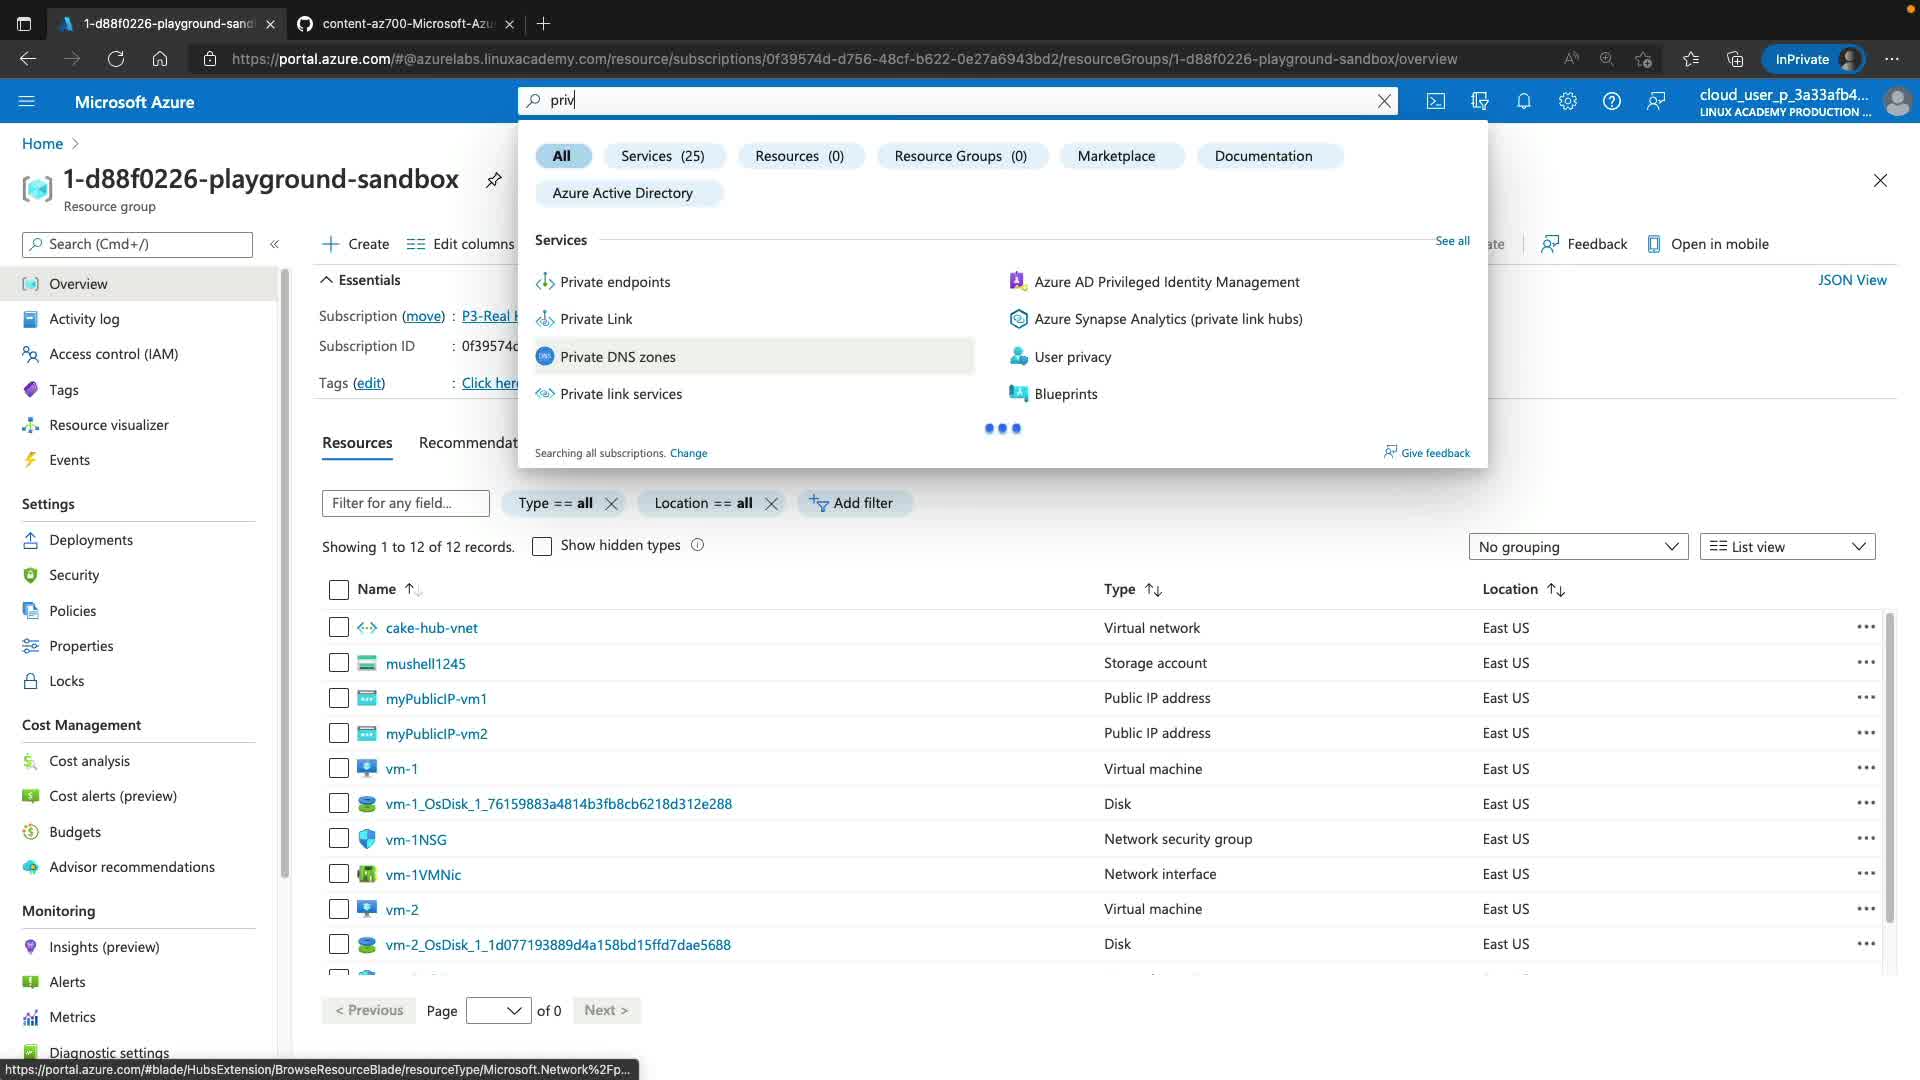 1-d88f0226-playground-sand
content-az700-Microsoft-Azu
https://portal.azure.com/#@azurelabs.linuxacademy.com/resource/subscriptions/0f39574d-d756-48cf-b622-0e27a6943bd2/resourceGroups/1-d88f0226-playground-sandbox/overview
InPrivate
Microsoft Azure
priv
cloud_user_p_3a33afb4...
LINUX ACADEMY PRODUCTION ...
Home
1-d88f0226-playground-sandbox
Resource group
All
Services (25)
Resources (0)
Resource Groups (0)
Marketplace
Documentation
Azure Active Directory
Services
See all
Private endpoints
Azure AD Privileged Identity Management
Private Link
Azure Synapse Analytics (private link hubs)
Private DNS zones
User privacy
Private link services
Blueprints
Searching all subscriptions. Change
Give feedback
Search (Cmd+/)
«
Create
Edit columns
Feedback
Open in mobile
Essentials
JSON View
Subscription (move) : P3-Real
Subscription ID : 0f39574d
Tags (edit) : Click here
Overview
Activity log
Access control (IAM)
Tags
Resource visualizer
Events
Settings
Deployments
Security
Policies
Properties
Locks
Cost Management
Cost analysis
Cost alerts (preview)
Budgets
Advisor recommendations
Monitoring
Insights (preview)
Alerts
Metrics
Diagnostic settings
Resources
Recommendat
Filter for any field...
Type == all
Location == all
Add filter
Showing 1 to 12 of 12 records.
Show hidden types
No grouping
List view
Name
Type
Location
cake-hub-vnet Virtual network East US
mushell1245 Storage account East US
myPublicIP-vm1 Public IP address East US
myPublicIP-vm2 Public IP address East US
vm-1 Virtual machine East US
vm-1_OsDisk_1_76159883a4814b3fb8cb6218d312e288 Disk East US
vm-1NSG Network security group East US
vm-1VMNic Network interface East US
vm-2 Virtual machine East US
vm-2_OsDisk_1_1d077193889d4a158bd15ffd7dae5688 Disk East US
< Previous
Page
of 0
Next >
https://portal.azure.com/#blade/HubsExtension/BrowseResourceBlade/resourceType/Microsoft.Network%2Fp...